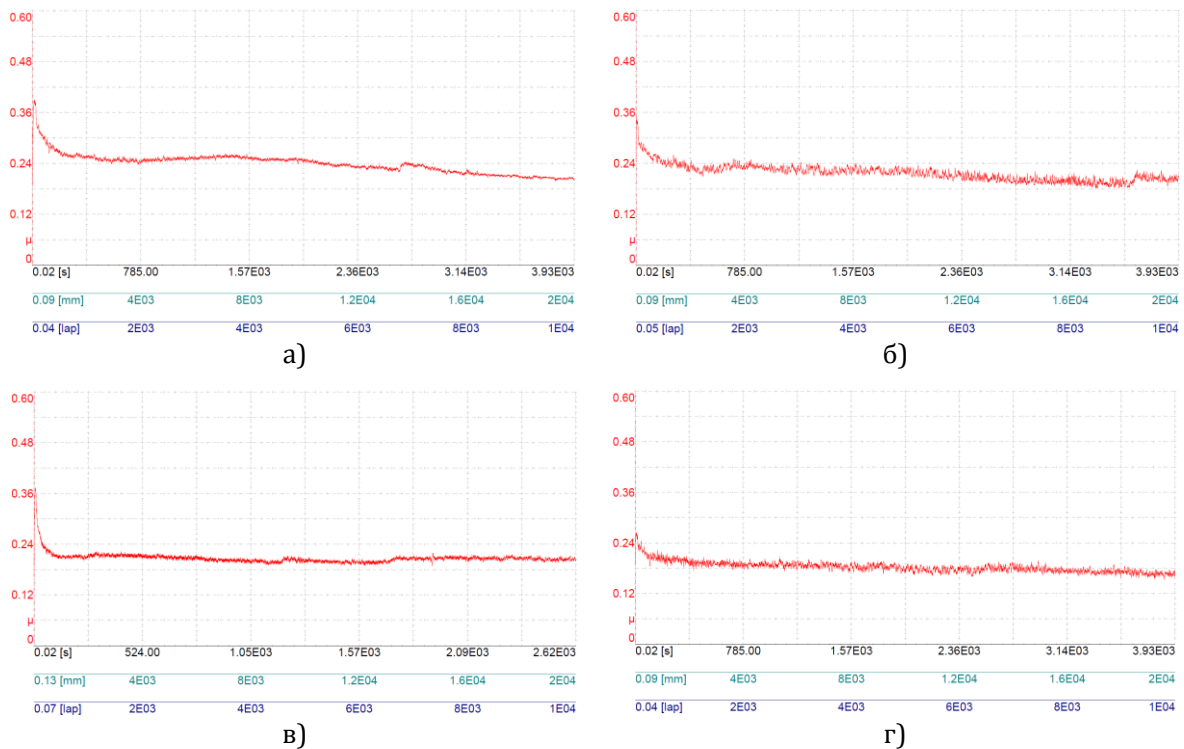 0.60
0.48
0.36
0.24
0.12
μ
0
0.02 [s] 785.00 1.57E03 2.36E03 3.14E03 3.93E03
0.09 [mm] 4E03 8E03 1.2E04 1.6E04 2E04
0.04 [lap] 2E03 4E03 6E03 8E03 1E04
а)
0.60
0.48
0.36
0.24
0.12
μ
0
0.02 [s] 785.00 1.57E03 2.36E03 3.14E03 3.93E03
0.09 [mm] 4E03 8E03 1.2E04 1.6E04 2E04
0.05 [lap] 2E03 4E03 6E03 8E03 1E04
б)
0.60
0.48
0.36
0.24
0.12
μ
0
0.02 [s] 524.00 1.05E03 1.57E03 2.09E03 2.62E03
0.13 [mm] 4E03 8E03 1.2E04 1.6E04 2E04
0.07 [lap] 2E03 4E03 6E03 8E03 1E04
в)
0.60
0.48
0.36
0.24
0.12
μ
0
0.02 [s] 785.00 1.57E03 2.36E03 3.14E03 3.93E03
0.09 [mm] 4E03 8E03 1.2E04 1.6E04 2E04
0.04 [lap] 2E03 4E03 6E03 8E03 1E04
г)